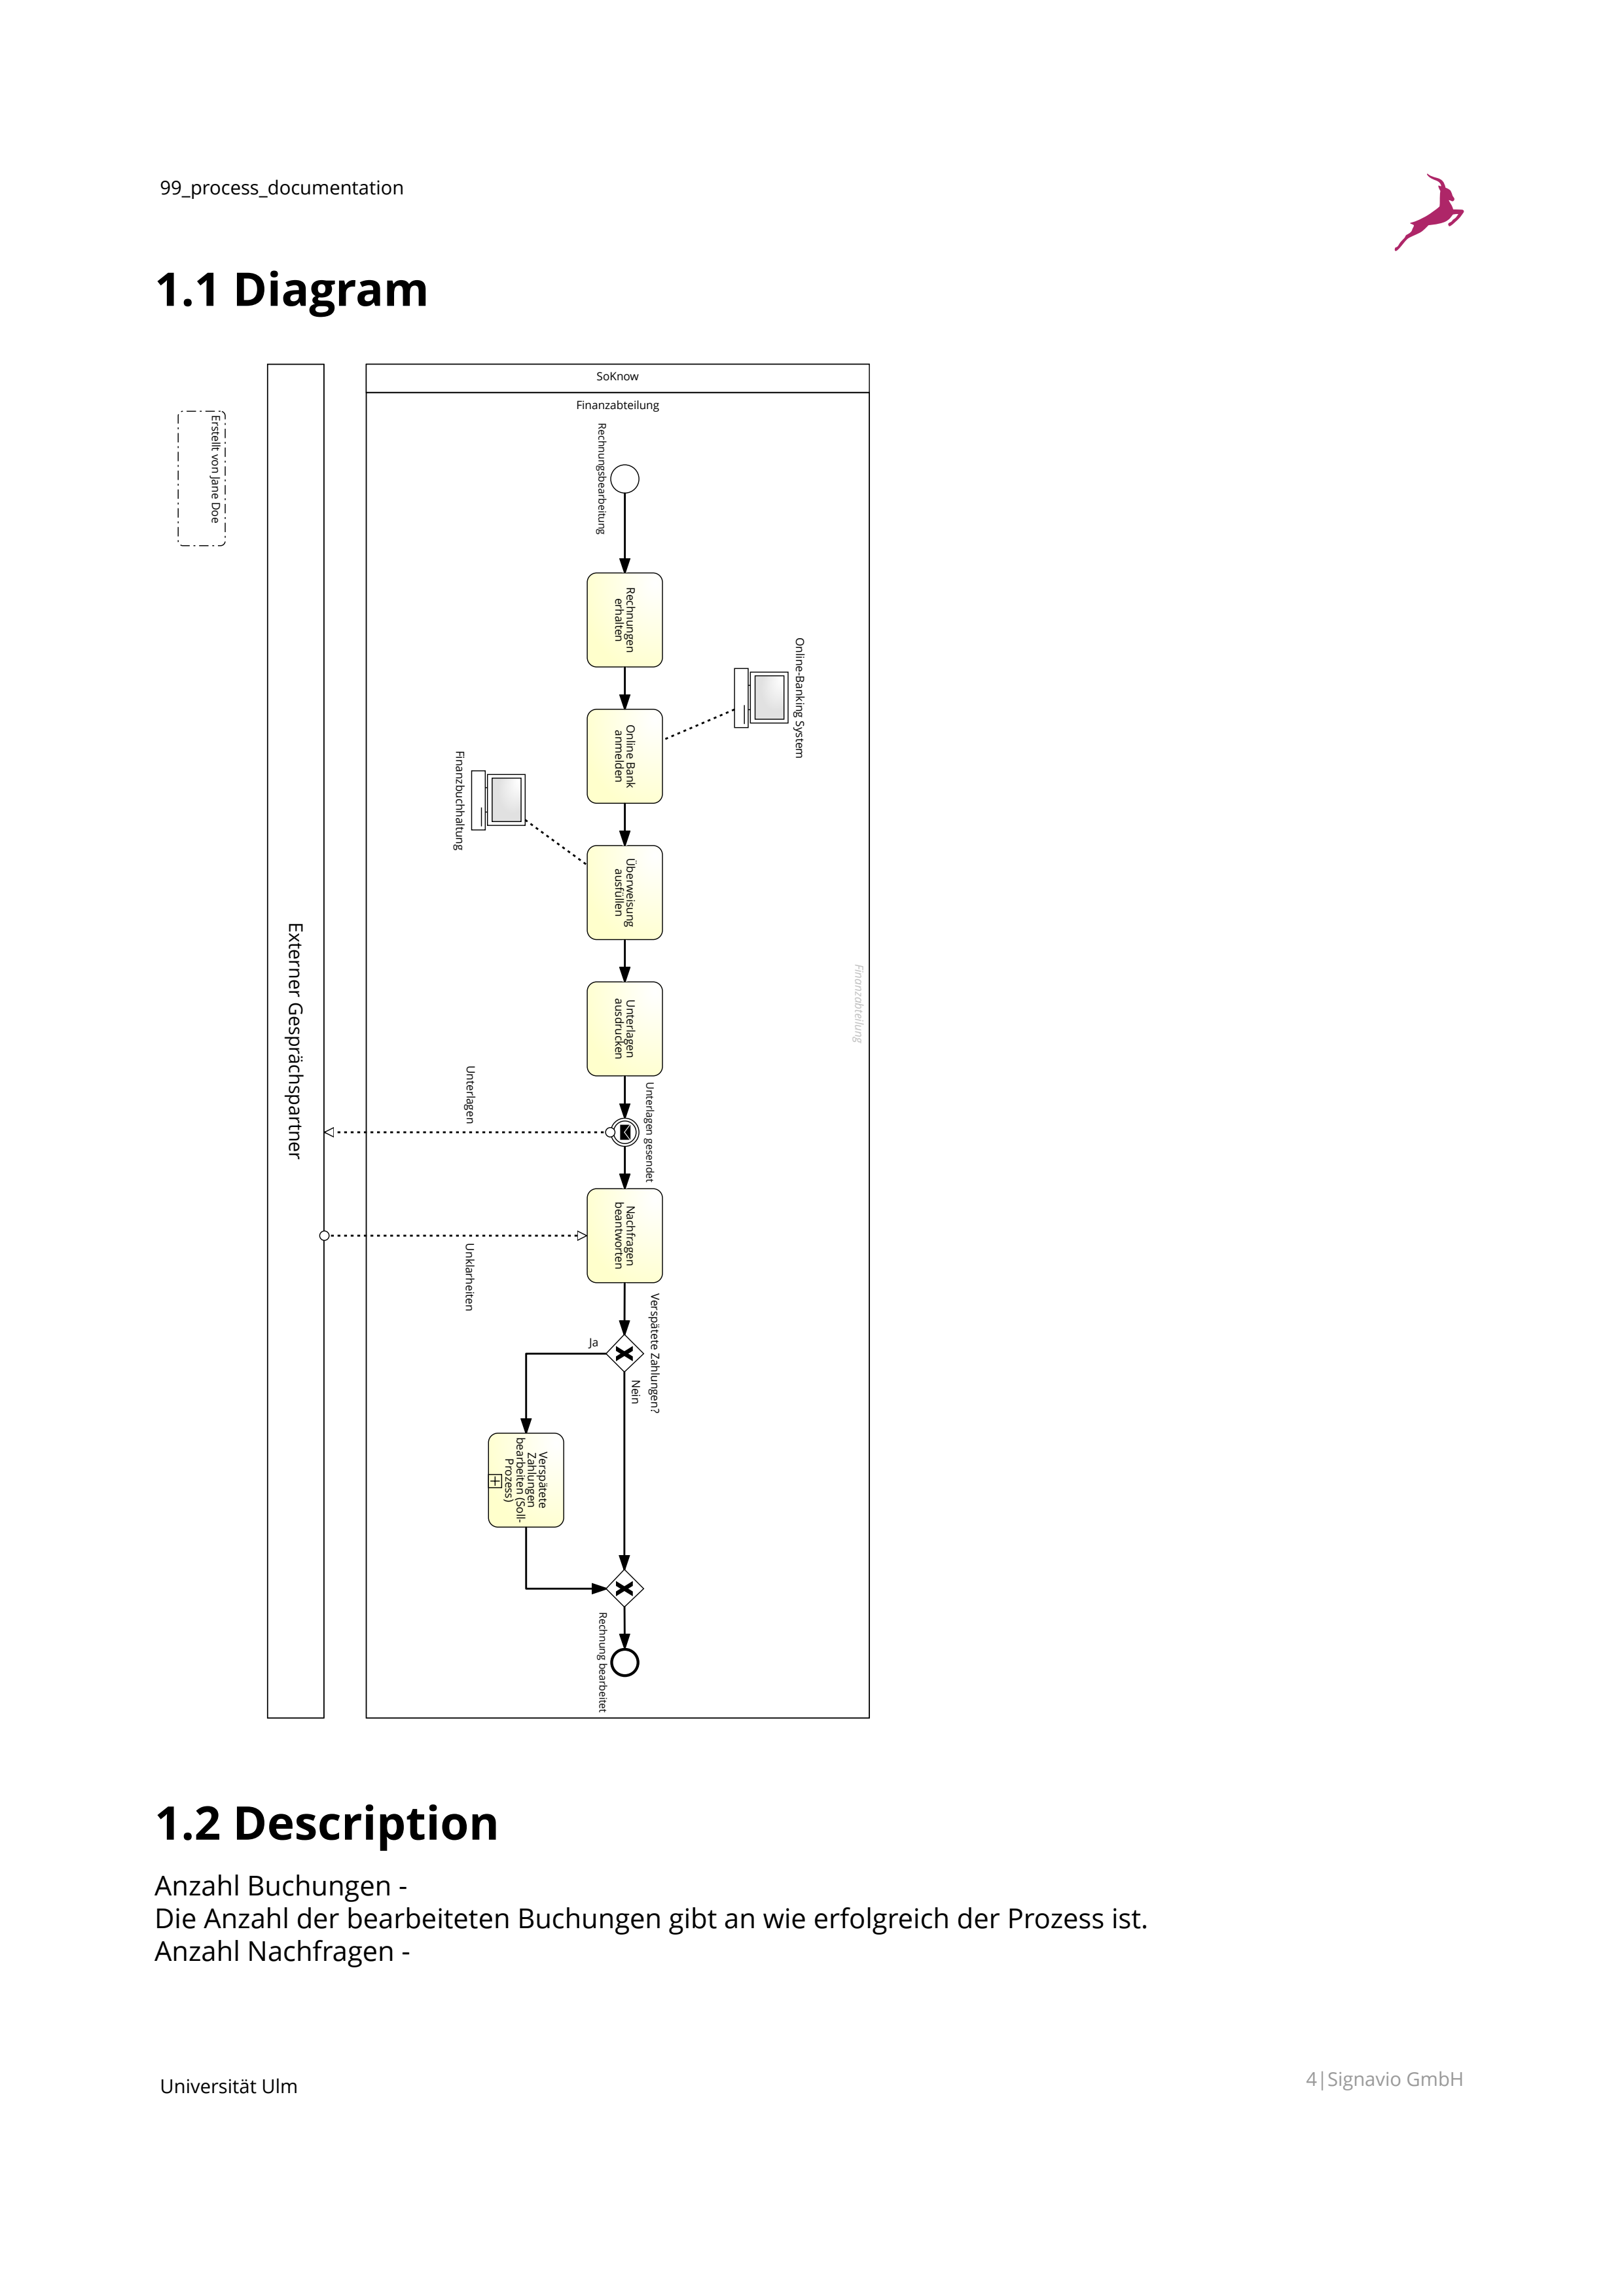 99_process_documentation
1.1 Diagram
SoKnow
Finanzabteilung
Finanzabteilung
Rechnungsbearbeitung
Rechnungen
erhalten
Online-Banking System
Online Bank
anmelden
Finanzbuchhaltung
Überweisung
ausfüllen
Unterlagen
ausdrucken
Unterlagen gesendet
Unterlagen
Nachfragen
beantworten
Unklarheiten
Verspätete Zahlungen?
Ja
Nein
Verspätete
Zahlungen
bearbeiten (Soll-
Prozess)
Rechnung bearbeitet
Externer Gesprächspartner
Erstellt von Jane Doe
1.2 Description
Anzahl Buchungen -
Die Anzahl der bearbeiteten Buchungen gibt an wie erfolgreich der Prozess ist.
Anzahl Nachfragen -
Universität Ulm
4|Signavio GmbH